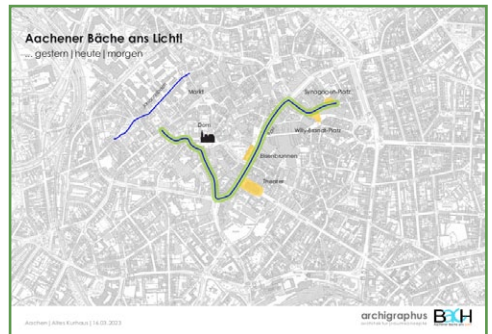 Aachener Bäche ans Licht!
... gestern | heute | morgen
Markt
Synagogen-Platz
Dom
Willy-Brandt-Platz
Elisenbrunnen
Theater
Aachen | Altes Kurhaus | 16.03.2023
archigraphus
BACH